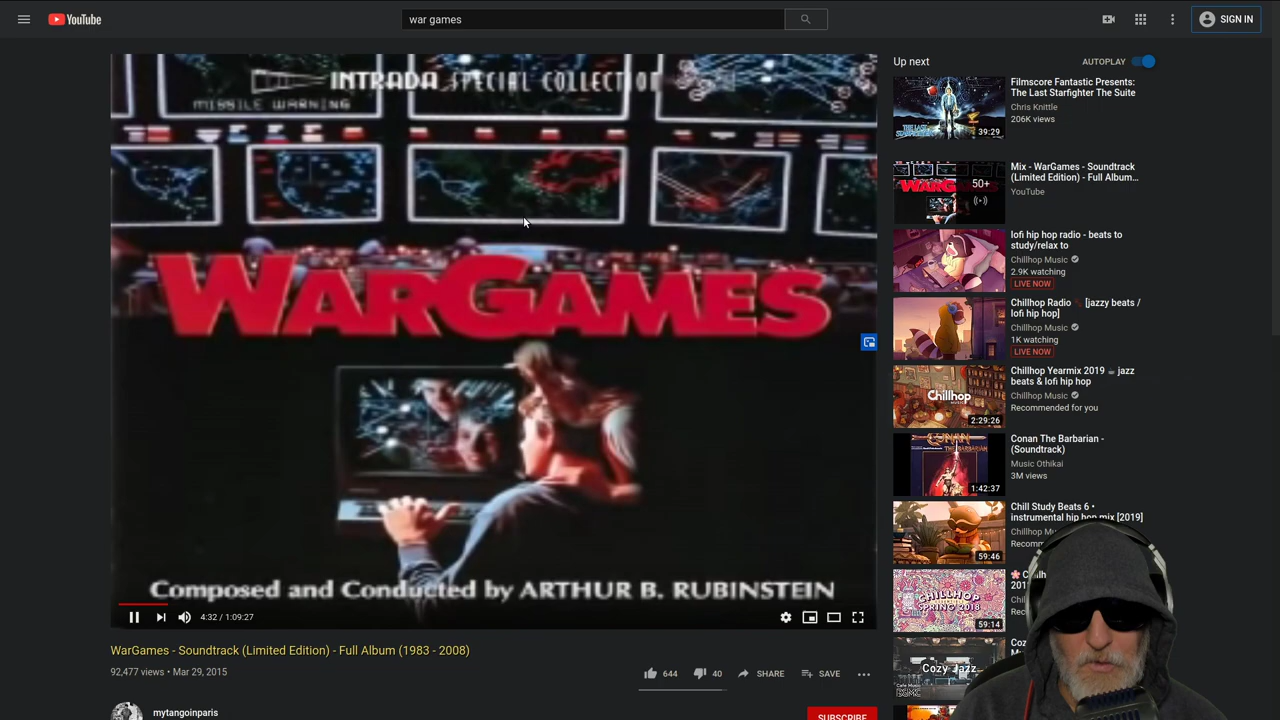 YouTube
war games
SIGN IN
INTRADA SPECIAL COLLECTION
MISSILE WARNING
WARGAMES
Composed and Conducted by ARTHUR B. RUBINSTEIN
4:32 / 1:09:27
WarGames - Soundtrack (Limited Edition) - Full Album (1983 - 2008)
92,477 views • Mar 29, 2015
644
40
SHARE
SAVE
mytangoinparis
SUBSCRIBE
Up next
AUTOPLAY
39:29
Filmscore Fantastic Presents:
The Last Starfighter The Suite
Chris Knittle
206K views
50+
Mix - WarGames - Soundtrack
(Limited Edition) - Full Album...
YouTube
lofi hip hop radio - beats to
study/relax to
Chillhop Music
2.9K watching
LIVE NOW
Chillhop Radio [jazzy beats /
lofi hip hop]
Chillhop Music
1K watching
LIVE NOW
Chillhop
2:29:26
Chillhop Yearmix 2019 ☕ jazz
beats & lofi hip hop
Chillhop Music
Recommended for you
1:42:37
Conan The Barbarian -
(Soundtrack)
Music Othikai
3M views
59:46
Chill Study Beats 6 •
instrumental hip hop mix [2019]
Chillhop
CHILLHOP
SPRING 2018
59:14
Cozy Jazz